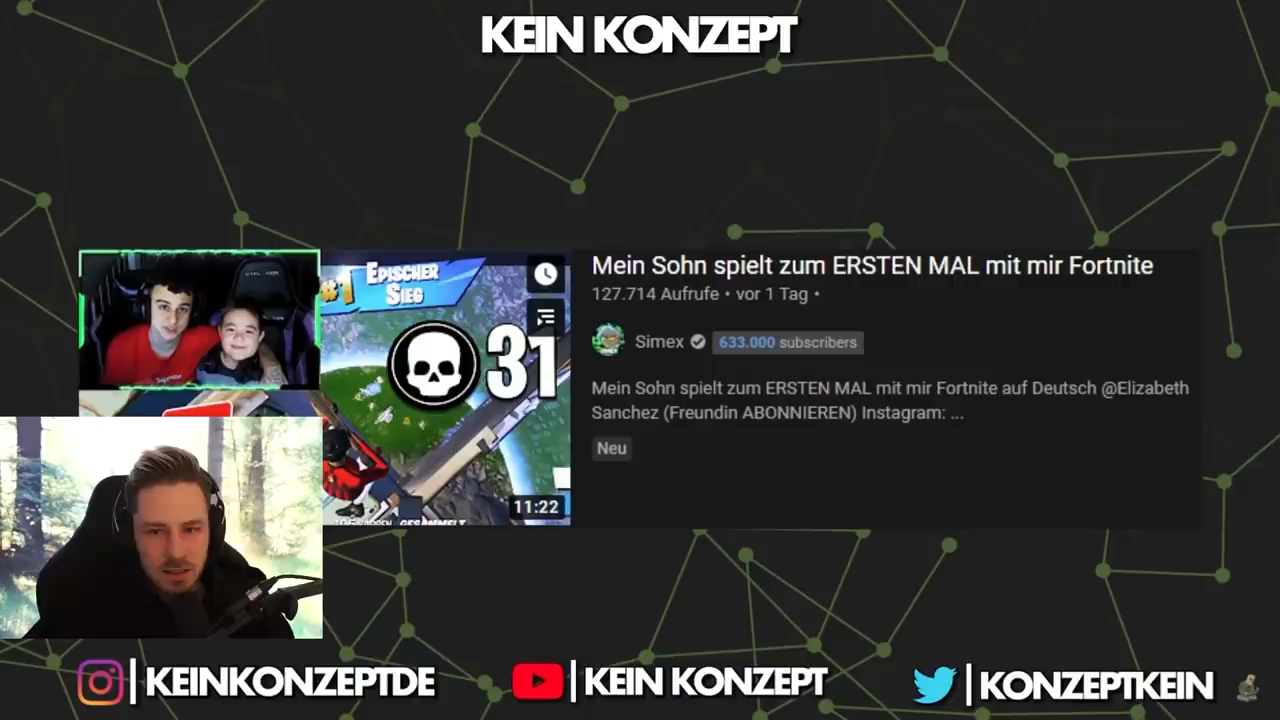 KEIN KONZEPT
#1 EPISCHER
SIEG
31
11:22
Mein Sohn spielt zum ERSTEN MAL mit mir Fortnite
127.714 Aufrufe • vor 1 Tag •
Simex 633.000 subscribers
Mein Sohn spielt zum ERSTEN MAL mit mir Fortnite auf Deutsch @Elizabeth
Sanchez (Freundin ABONNIEREN) Instagram: ...
Neu
KEINKONZEPTDE
KEIN KONZEPT
KONZEPTKEIN